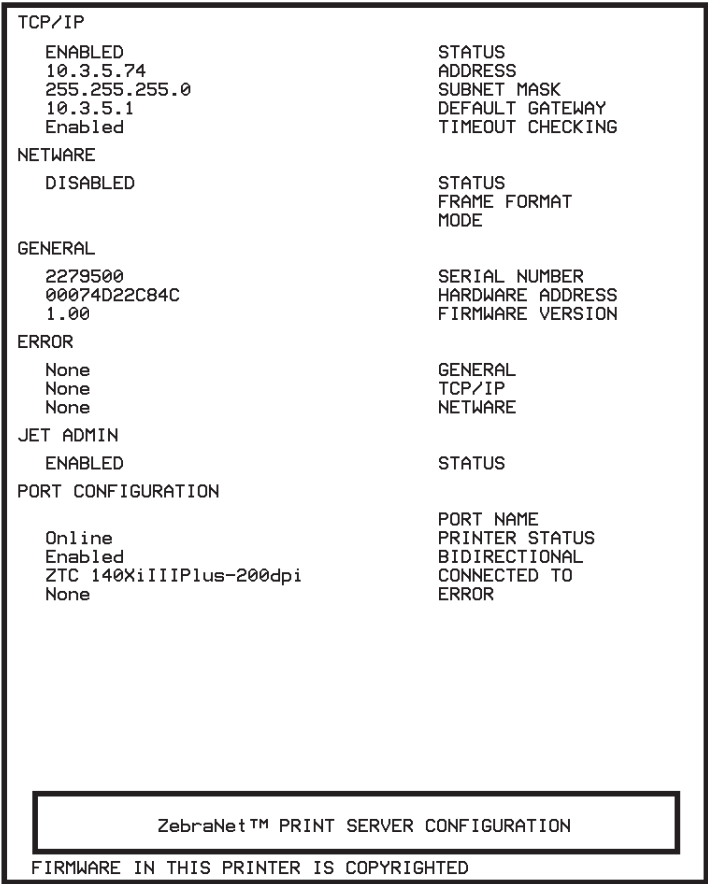 TCP/IP
ENABLED STATUS
10.3.5.74 ADDRESS
255.255.255.0 SUBNET MASK
10.3.5.1 DEFAULT GATEWAY
Enabled TIMEOUT CHECKING
NETWARE
DISABLED STATUS
FRAME FORMAT
MODE
GENERAL
2279500 SERIAL NUMBER
00074D22C84C HARDWARE ADDRESS
1.00 FIRMWARE VERSION
ERROR
None GENERAL
None TCP/IP
None NETWARE
JET ADMIN
ENABLED STATUS
PORT CONFIGURATION
PORT NAME
Online PRINTER STATUS
Enabled BIDIRECTIONAL
ZTC 140XiIIIPlus-200dpi CONNECTED TO
None ERROR
ZebraNet™ PRINT SERVER CONFIGURATION
FIRMWARE IN THIS PRINTER IS COPYRIGHTED